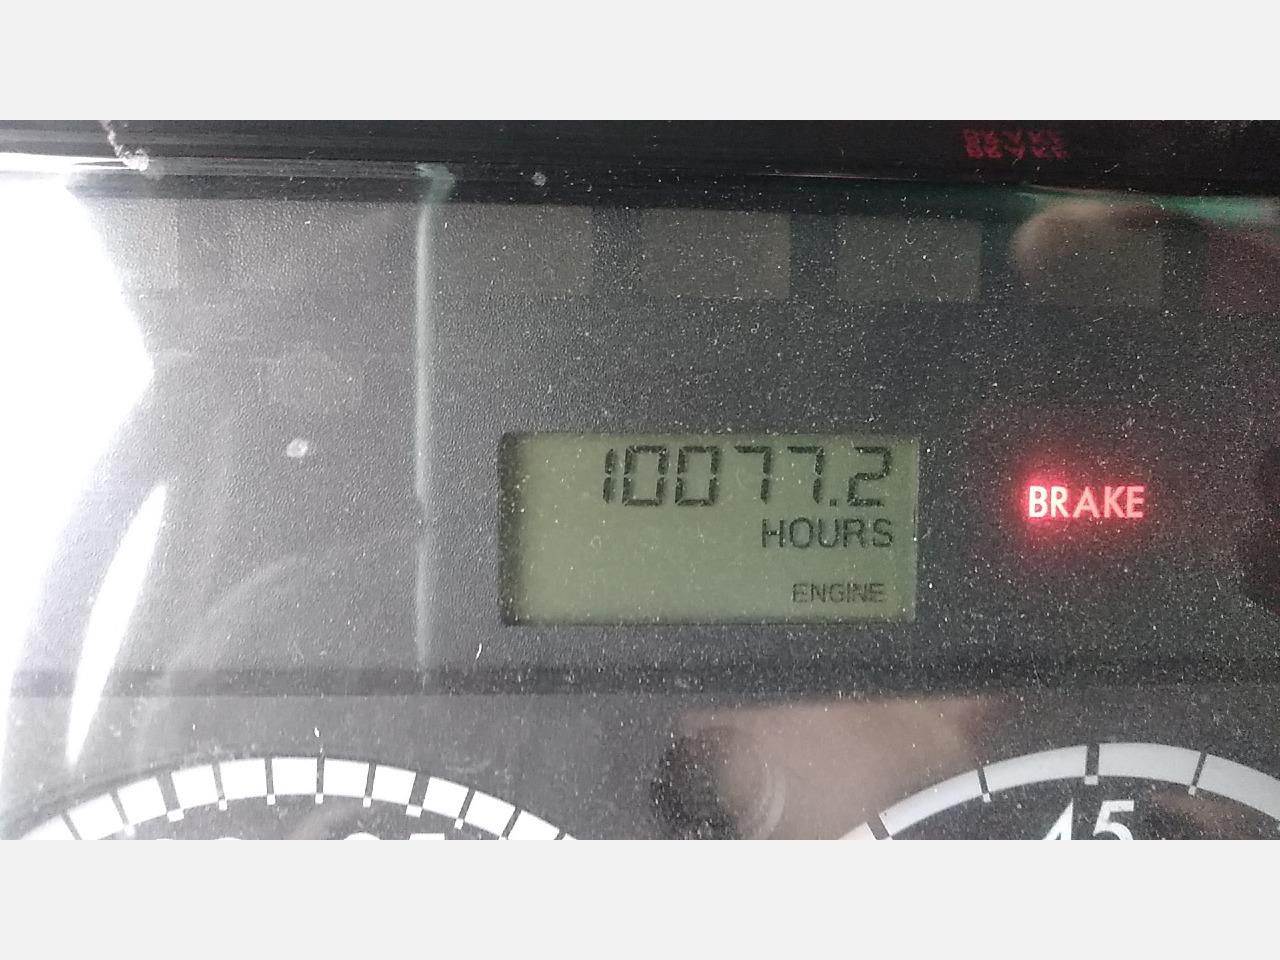 10077.2
HOURS
BRAKE
ENGINE
45